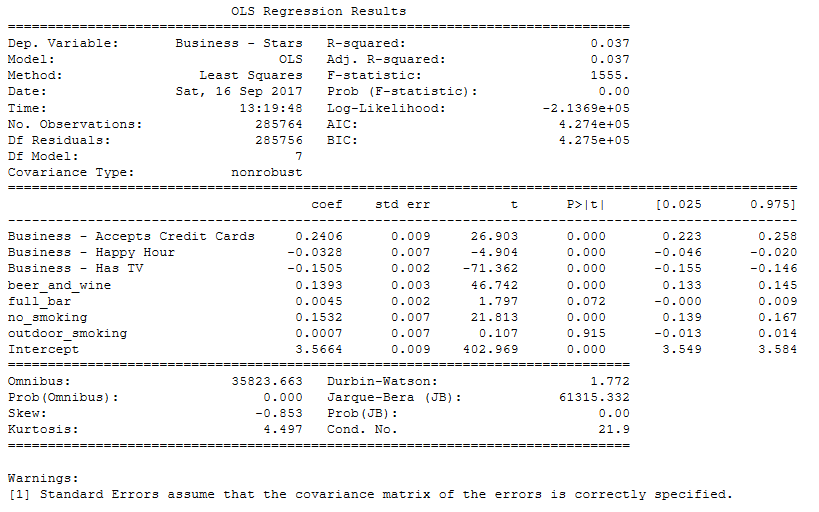 OLS Regression Results
==============================================================================
Dep. Variable: Business - Stars R-squared: 0.037
Model: OLS Adj. R-squared: 0.037
Method: Least Squares F-statistic: 1555.
Date: Sat, 16 Sep 2017 Prob (F-statistic): 0.00
Time: 13:19:48 Log-Likelihood: -2.1369e+05
No. Observations: 285764 AIC: 4.274e+05
Df Residuals: 285756 BIC: 4.275e+05
Df Model: 7
Covariance Type: nonrobust
===================================================================================================
coef std err t P>|t| [0.025 0.975]
---------------------------------------------------------------------------------------------------
Business - Accepts Credit Cards 0.2406 0.009 26.903 0.000 0.223 0.258
Business - Happy Hour -0.0328 0.007 -4.904 0.000 -0.046 -0.020
Business - Has TV -0.1505 0.002 -71.362 0.000 -0.155 -0.146
beer_and_wine 0.1393 0.003 46.742 0.000 0.133 0.145
full_bar 0.0045 0.002 1.797 0.072 -0.000 0.009
no_smoking 0.1532 0.007 21.813 0.000 0.139 0.167
outdoor_smoking 0.0007 0.007 0.107 0.915 -0.013 0.014
Intercept 3.5664 0.009 402.969 0.000 3.549 3.584
==============================================================================
Omnibus: 35823.663 Durbin-Watson: 1.772
Prob(Omnibus): 0.000 Jarque-Bera (JB): 61315.332
Skew: -0.853 Prob(JB): 0.00
Kurtosis: 4.497 Cond. No. 21.9
==============================================================================
Warnings:
[1] Standard Errors assume that the covariance matrix of the errors is correctly specified.